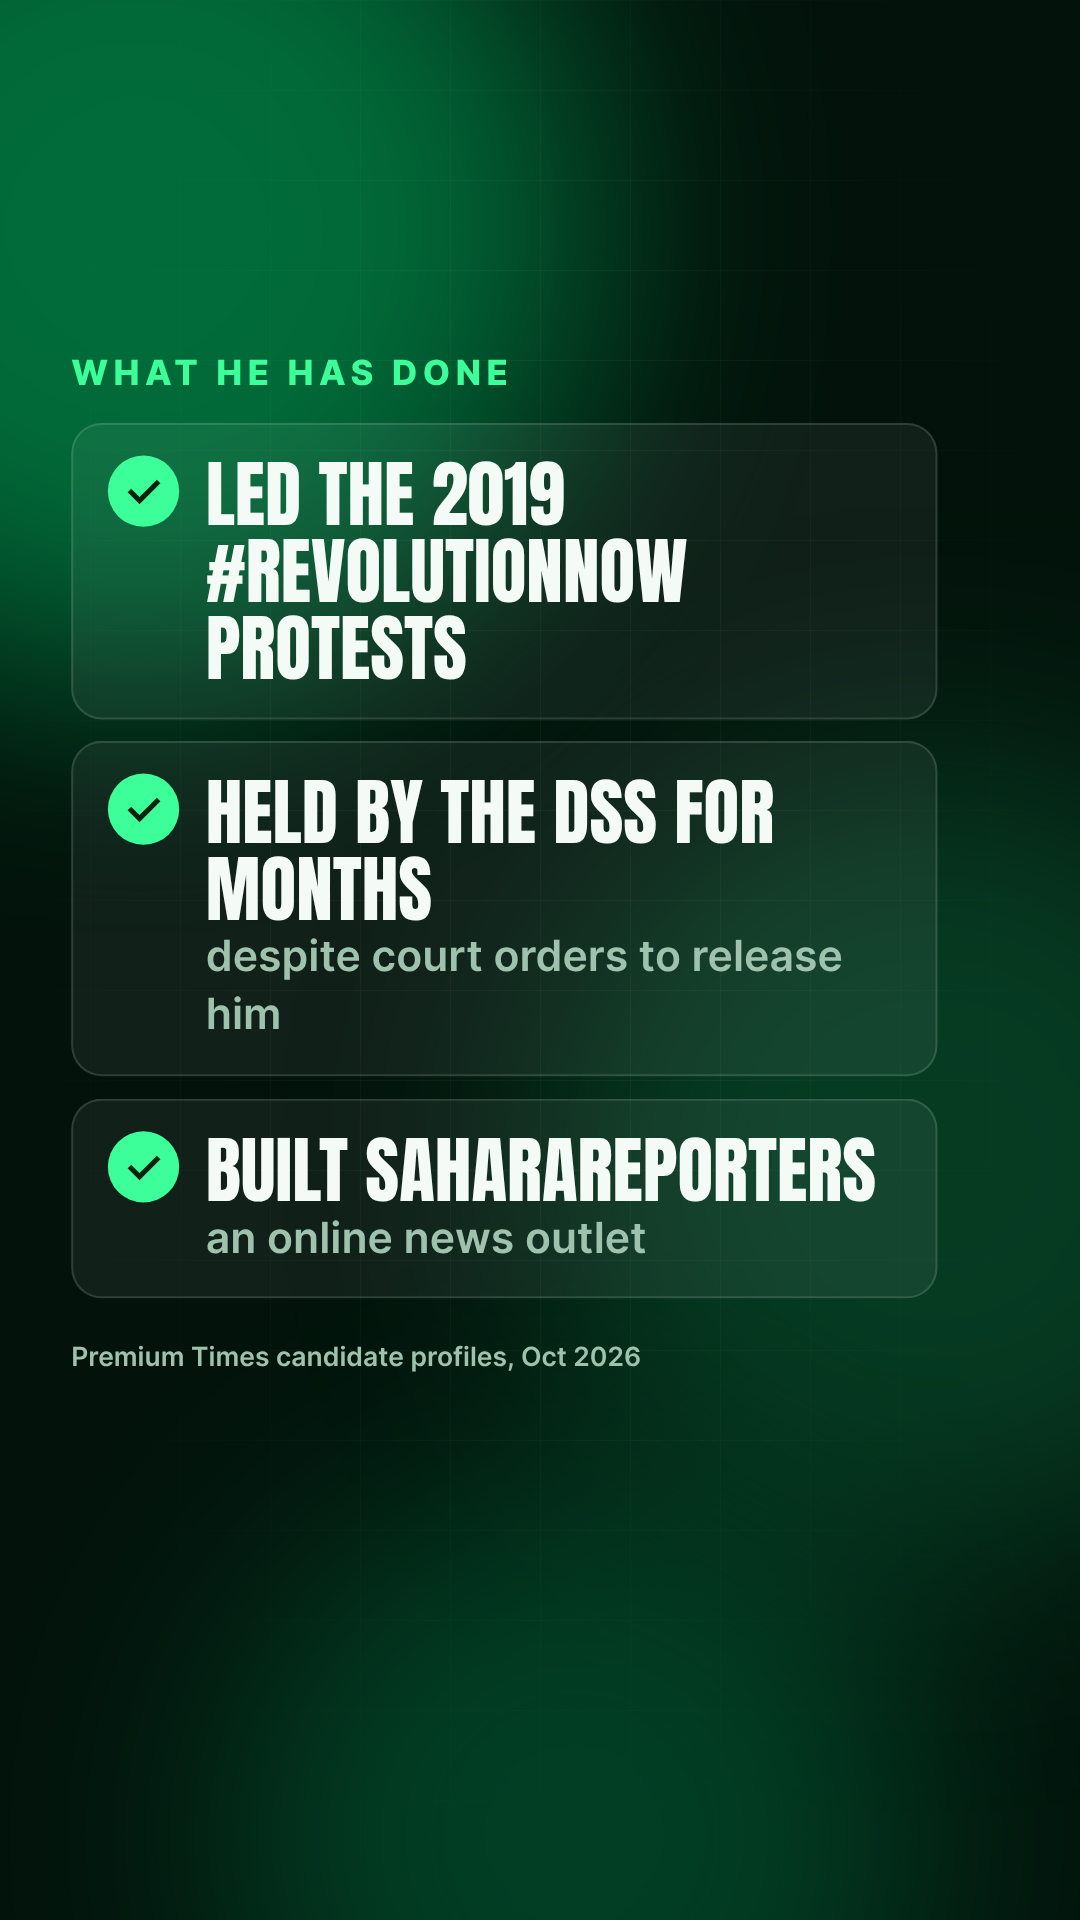 WHAT HE HAS DONE
LED THE 2019
#REVOLUTIONNOW
PROTESTS
HELD BY THE DSS FOR
MONTHS
despite court orders to release
him
BUILT SAHARAREPORTERS
an online news outlet
Premium Times candidate profiles, Oct 2026